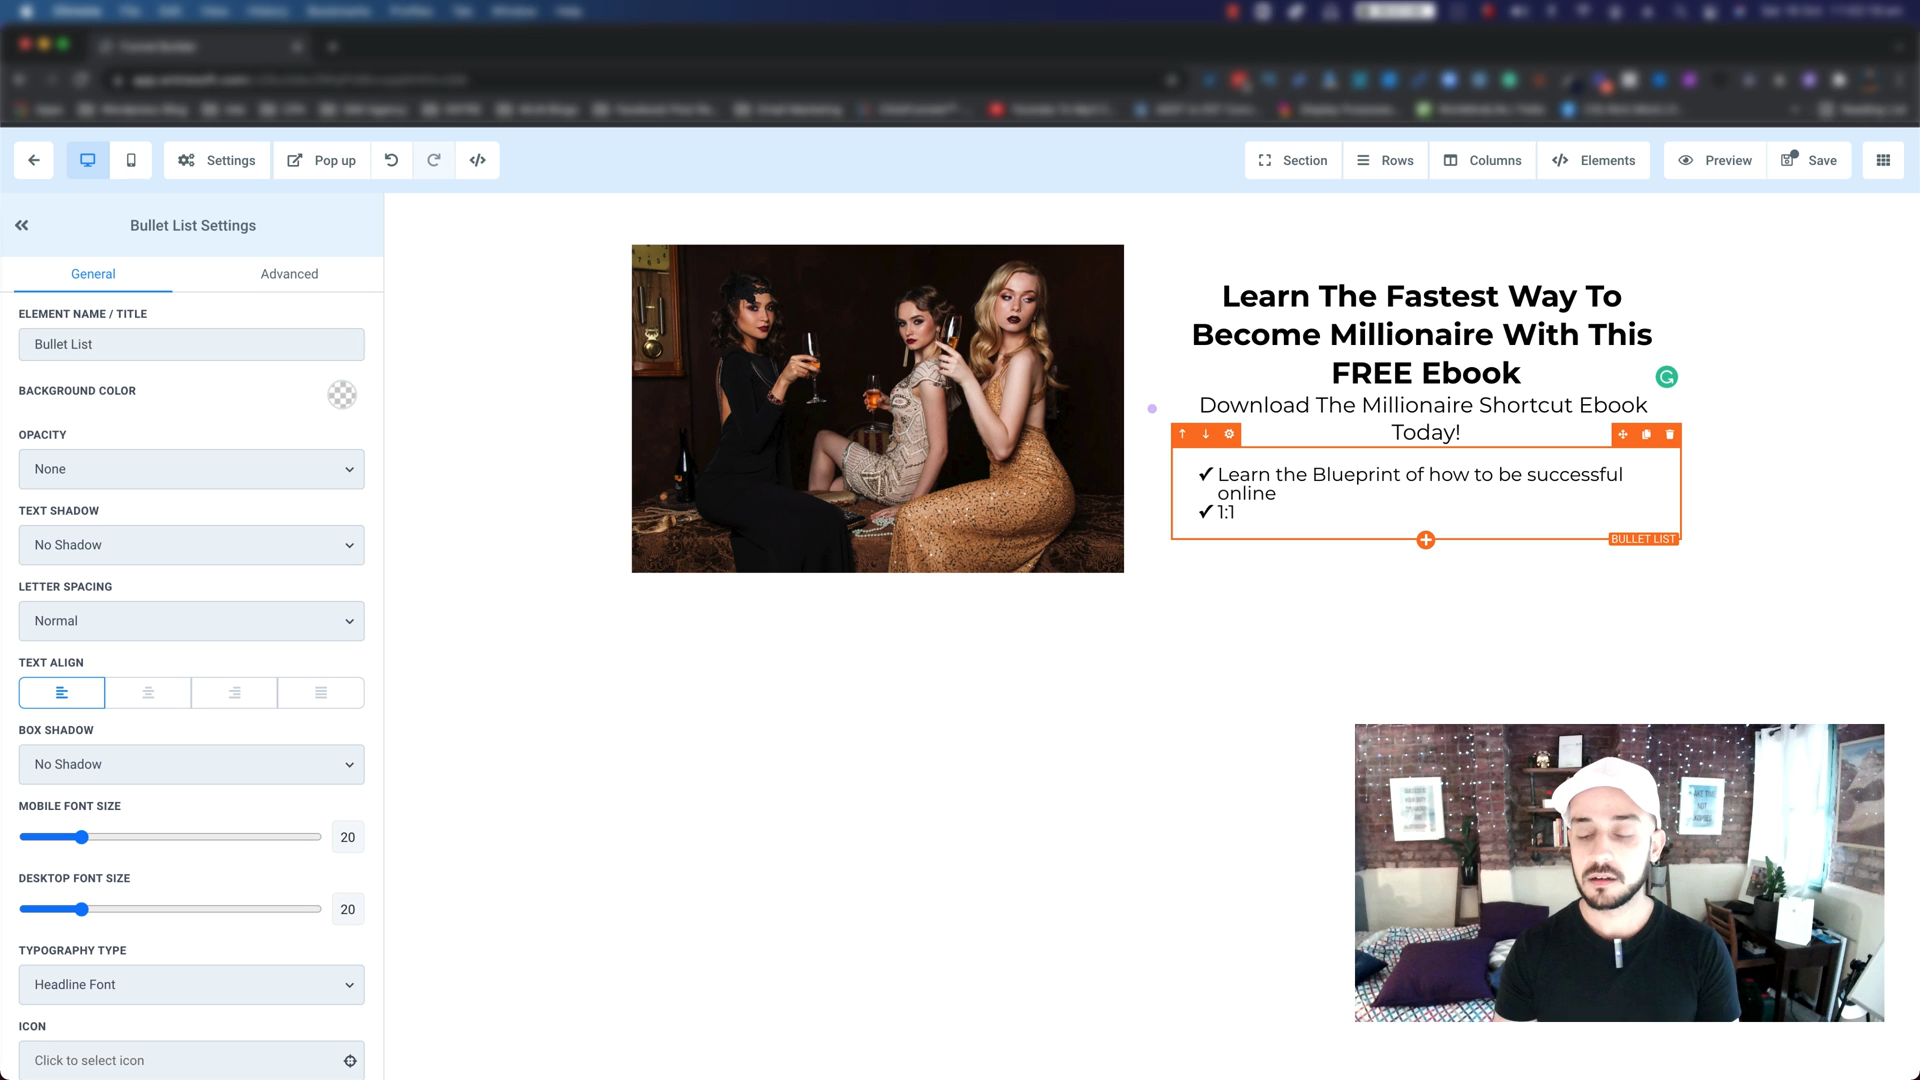 Settings
Pop up
Section
Rows
Columns
Elements
Preview
Save
Bullet List Settings
General
Advanced
ELEMENT NAME / TITLE
Bullet List
BACKGROUND COLOR
OPACITY
None
TEXT SHADOW
No Shadow
LETTER SPACING
Normal
TEXT ALIGN
BOX SHADOW
No Shadow
MOBILE FONT SIZE
20
DESKTOP FONT SIZE
20
TYPOGRAPHY TYPE
Headline Font
ICON
Click to select icon
Learn The Fastest Way To
Become Millionaire With This
FREE Ebook
Download The Millionaire Shortcut Ebook
Today!
✓ Learn the Blueprint of how to be successful
online
✓ 1:1
BULLET LIST